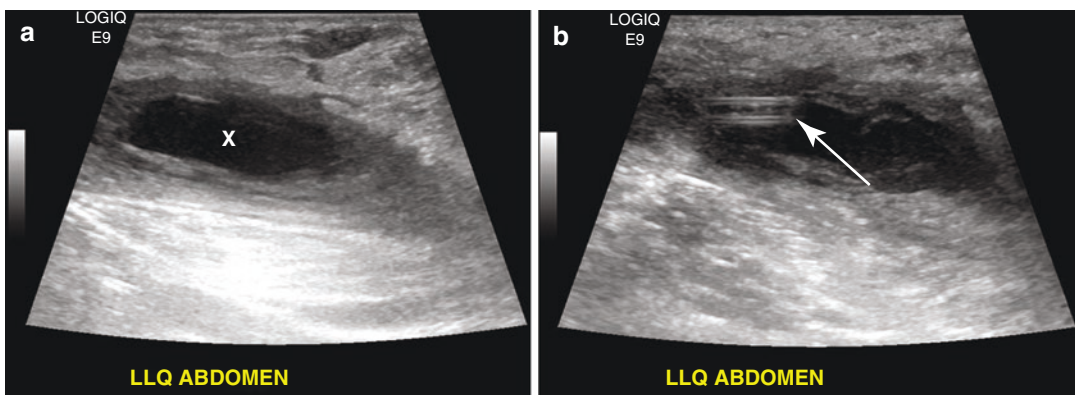 a
LOGIQ
E9
X
LLQ ABDOMEN
b
LOGIQ
E9
LLQ ABDOMEN